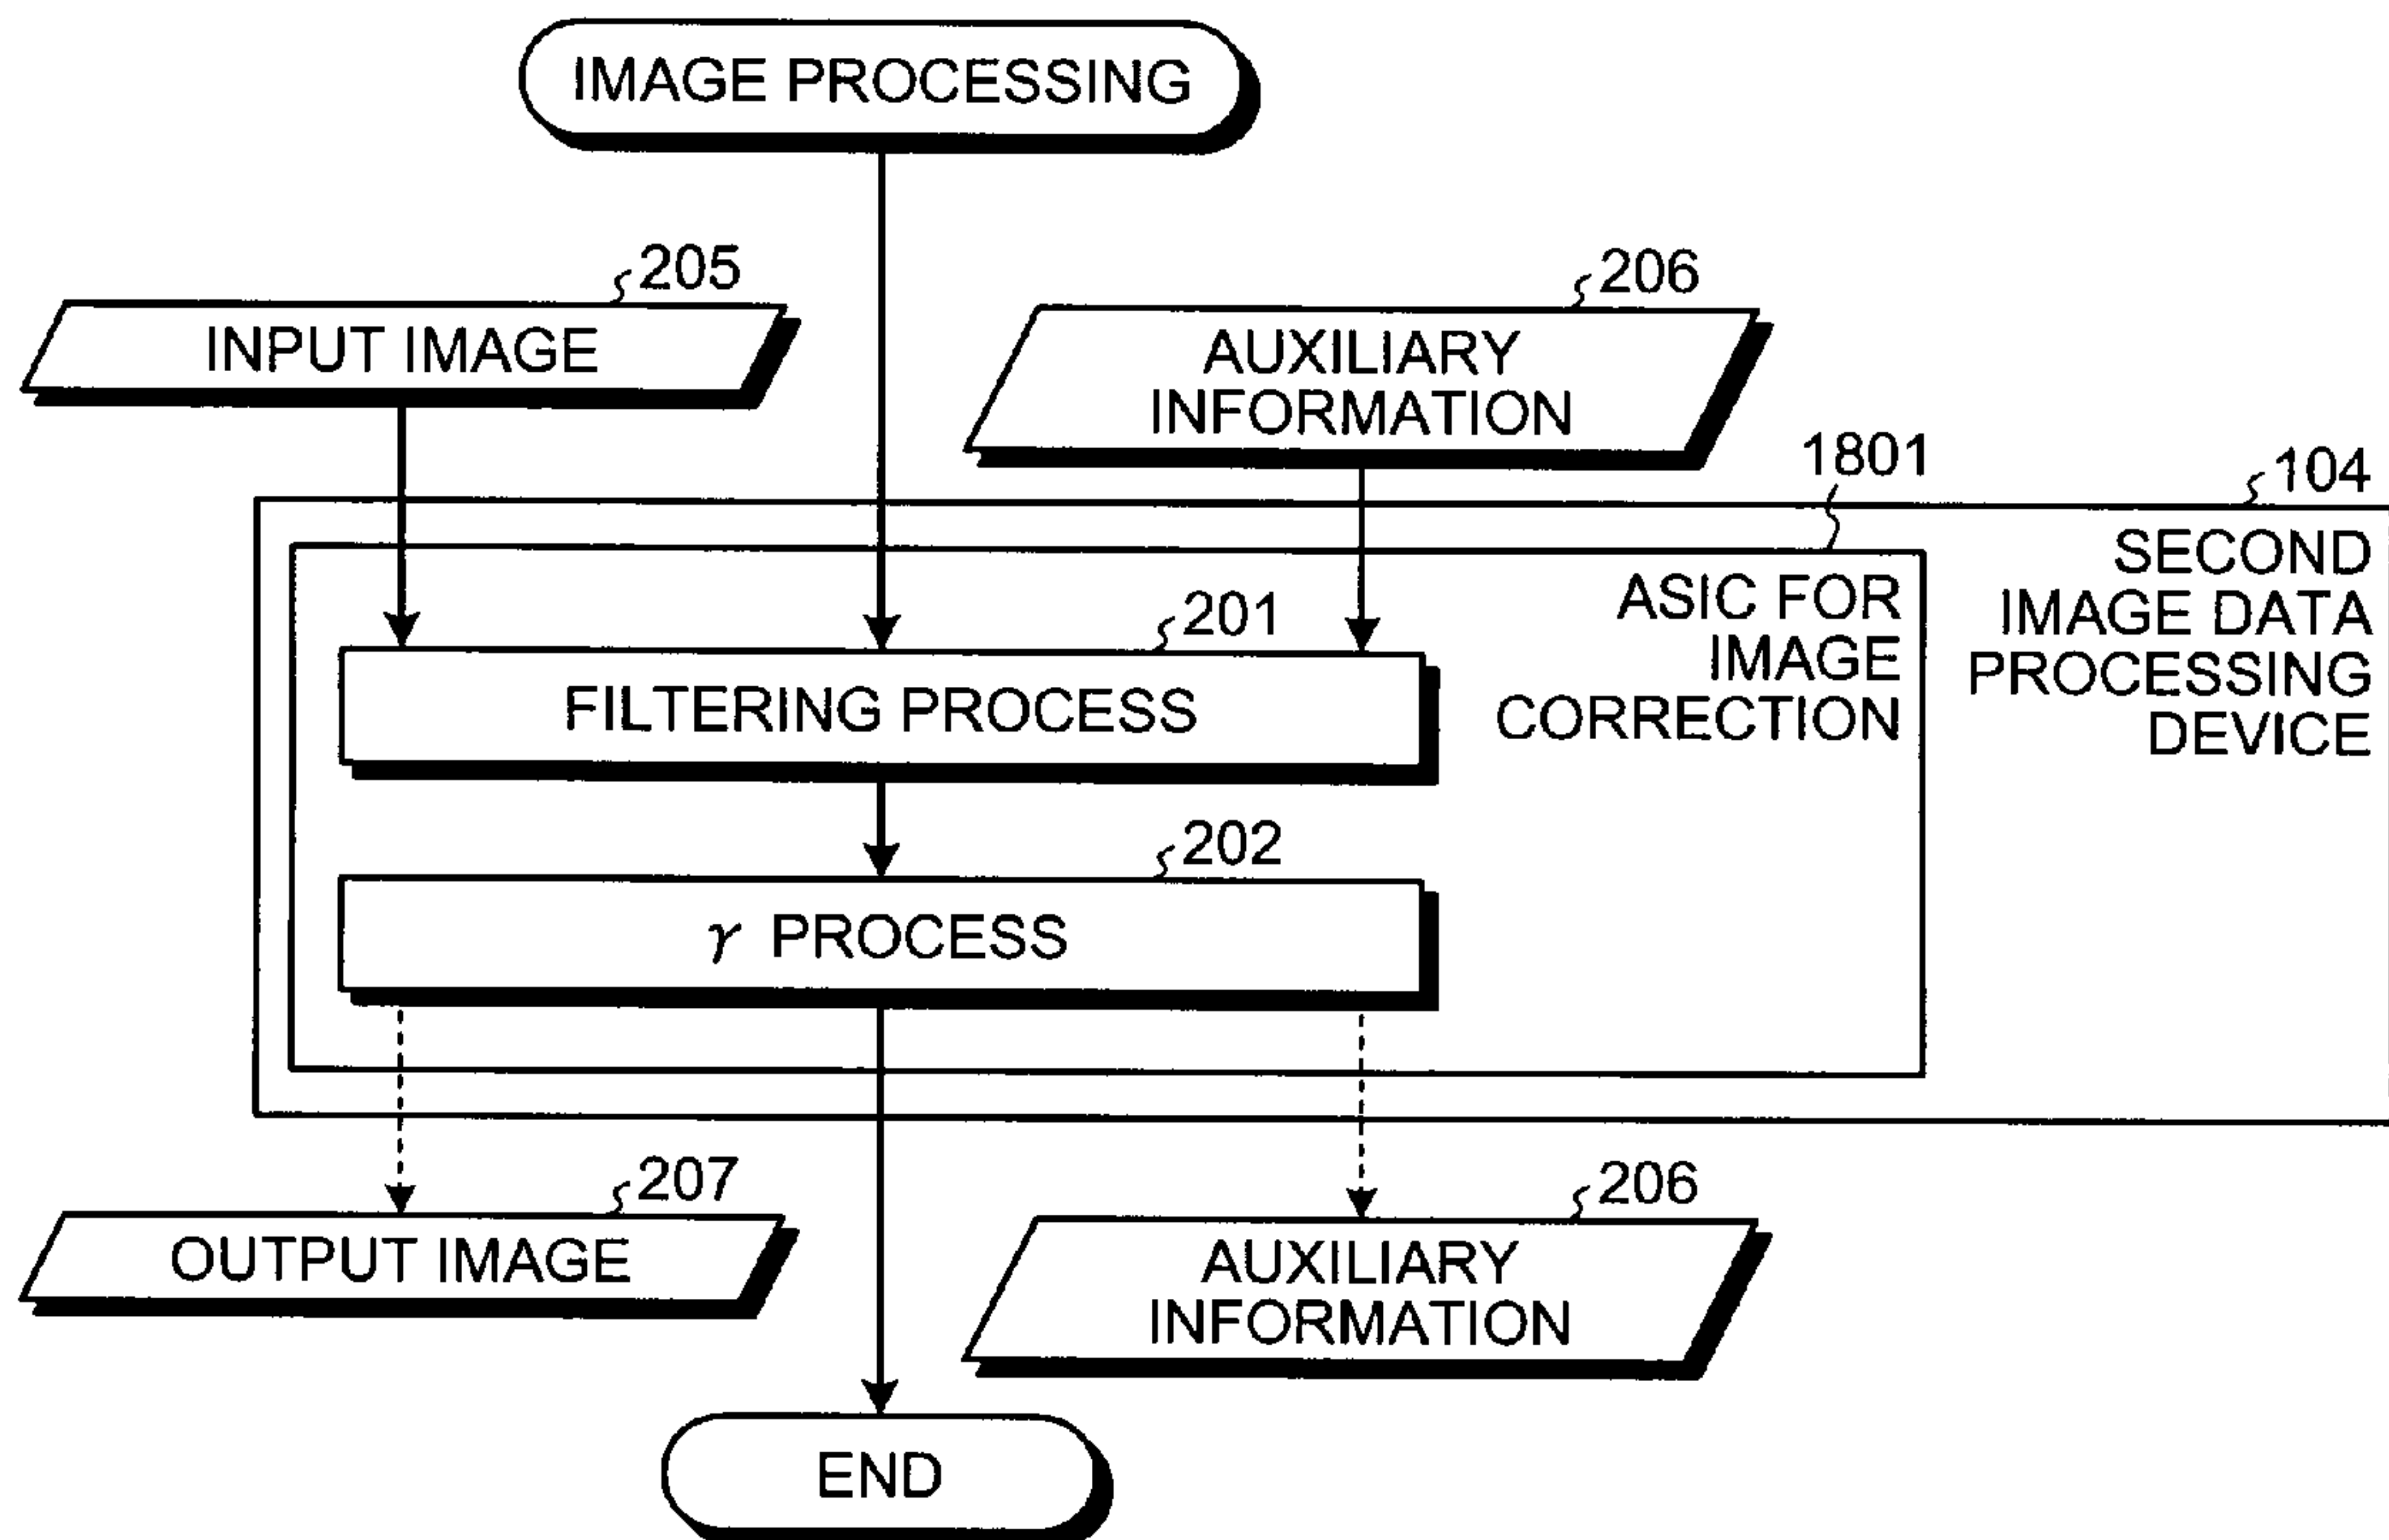 IMAGE PROCESSING
205
INPUT IMAGE
206
AUXILIARY
INFORMATION
1801
104
SECOND
IMAGE DATA
PROCESSING
DEVICE
ASIC FOR
IMAGE
CORRECTION
201
FILTERING PROCESS
202
γ PROCESS
207
OUTPUT IMAGE
206
AUXILIARY
INFORMATION
END